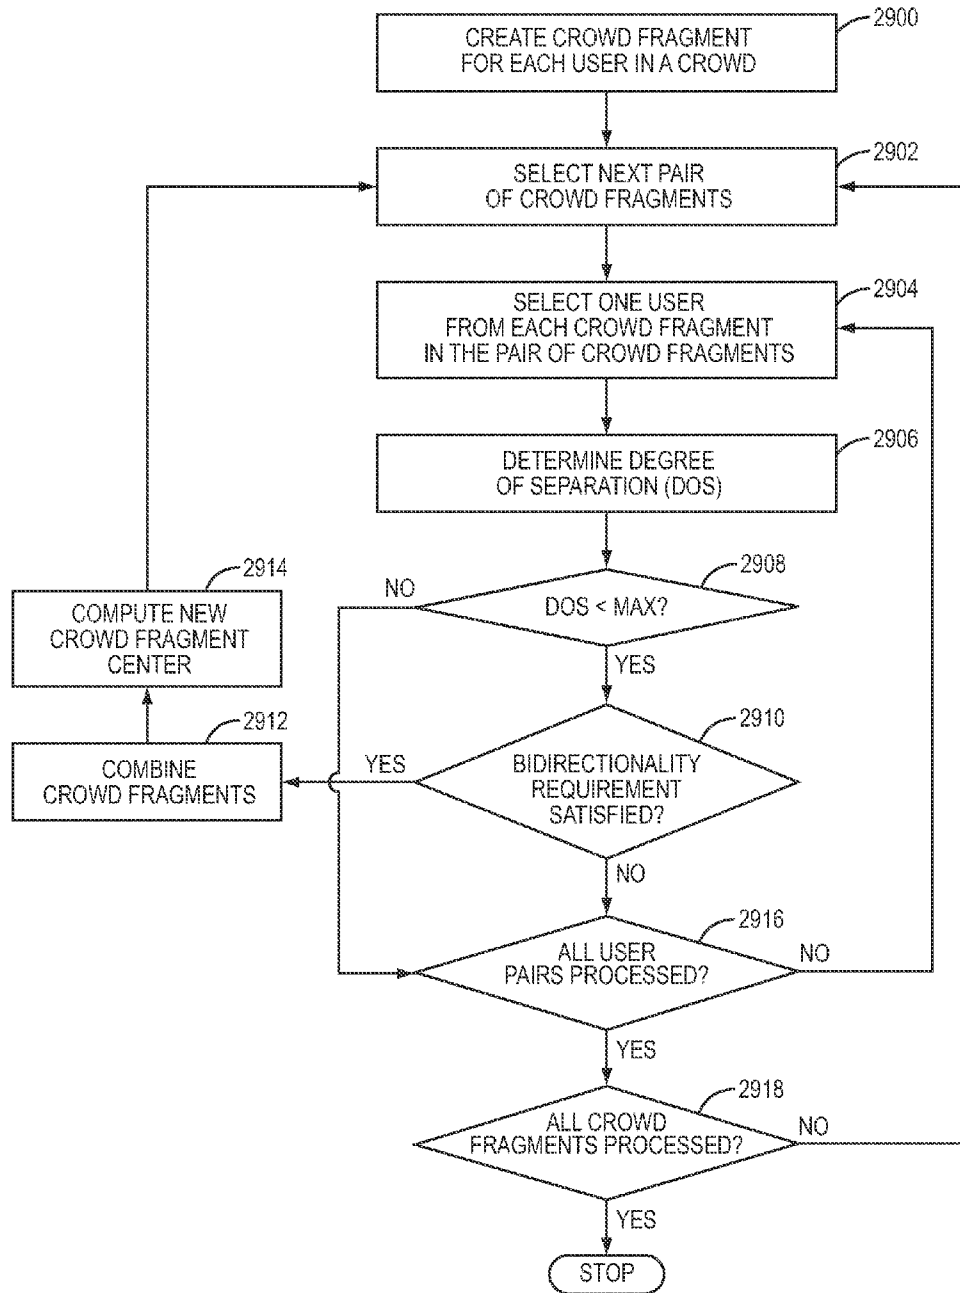 2900
CREATE CROWD FRAGMENT
FOR EACH USER IN A CROWD
2902
SELECT NEXT PAIR
OF CROWD FRAGMENTS
2904
SELECT ONE USER
FROM EACH CROWD FRAGMENT
IN THE PAIR OF CROWD FRAGMENTS
2906
DETERMINE DEGREE
OF SEPARATION (DOS)
2908
DOS < MAX?
NO
YES
2914
COMPUTE NEW
CROWD FRAGMENT
CENTER
2910
BIDIRECTIONALITY
REQUIREMENT
SATISFIED?
YES
NO
2912
COMBINE
CROWD FRAGMENTS
2916
ALL USER
PAIRS PROCESSED?
NO
YES
2918
ALL CROWD
FRAGMENTS PROCESSED?
NO
YES
STOP